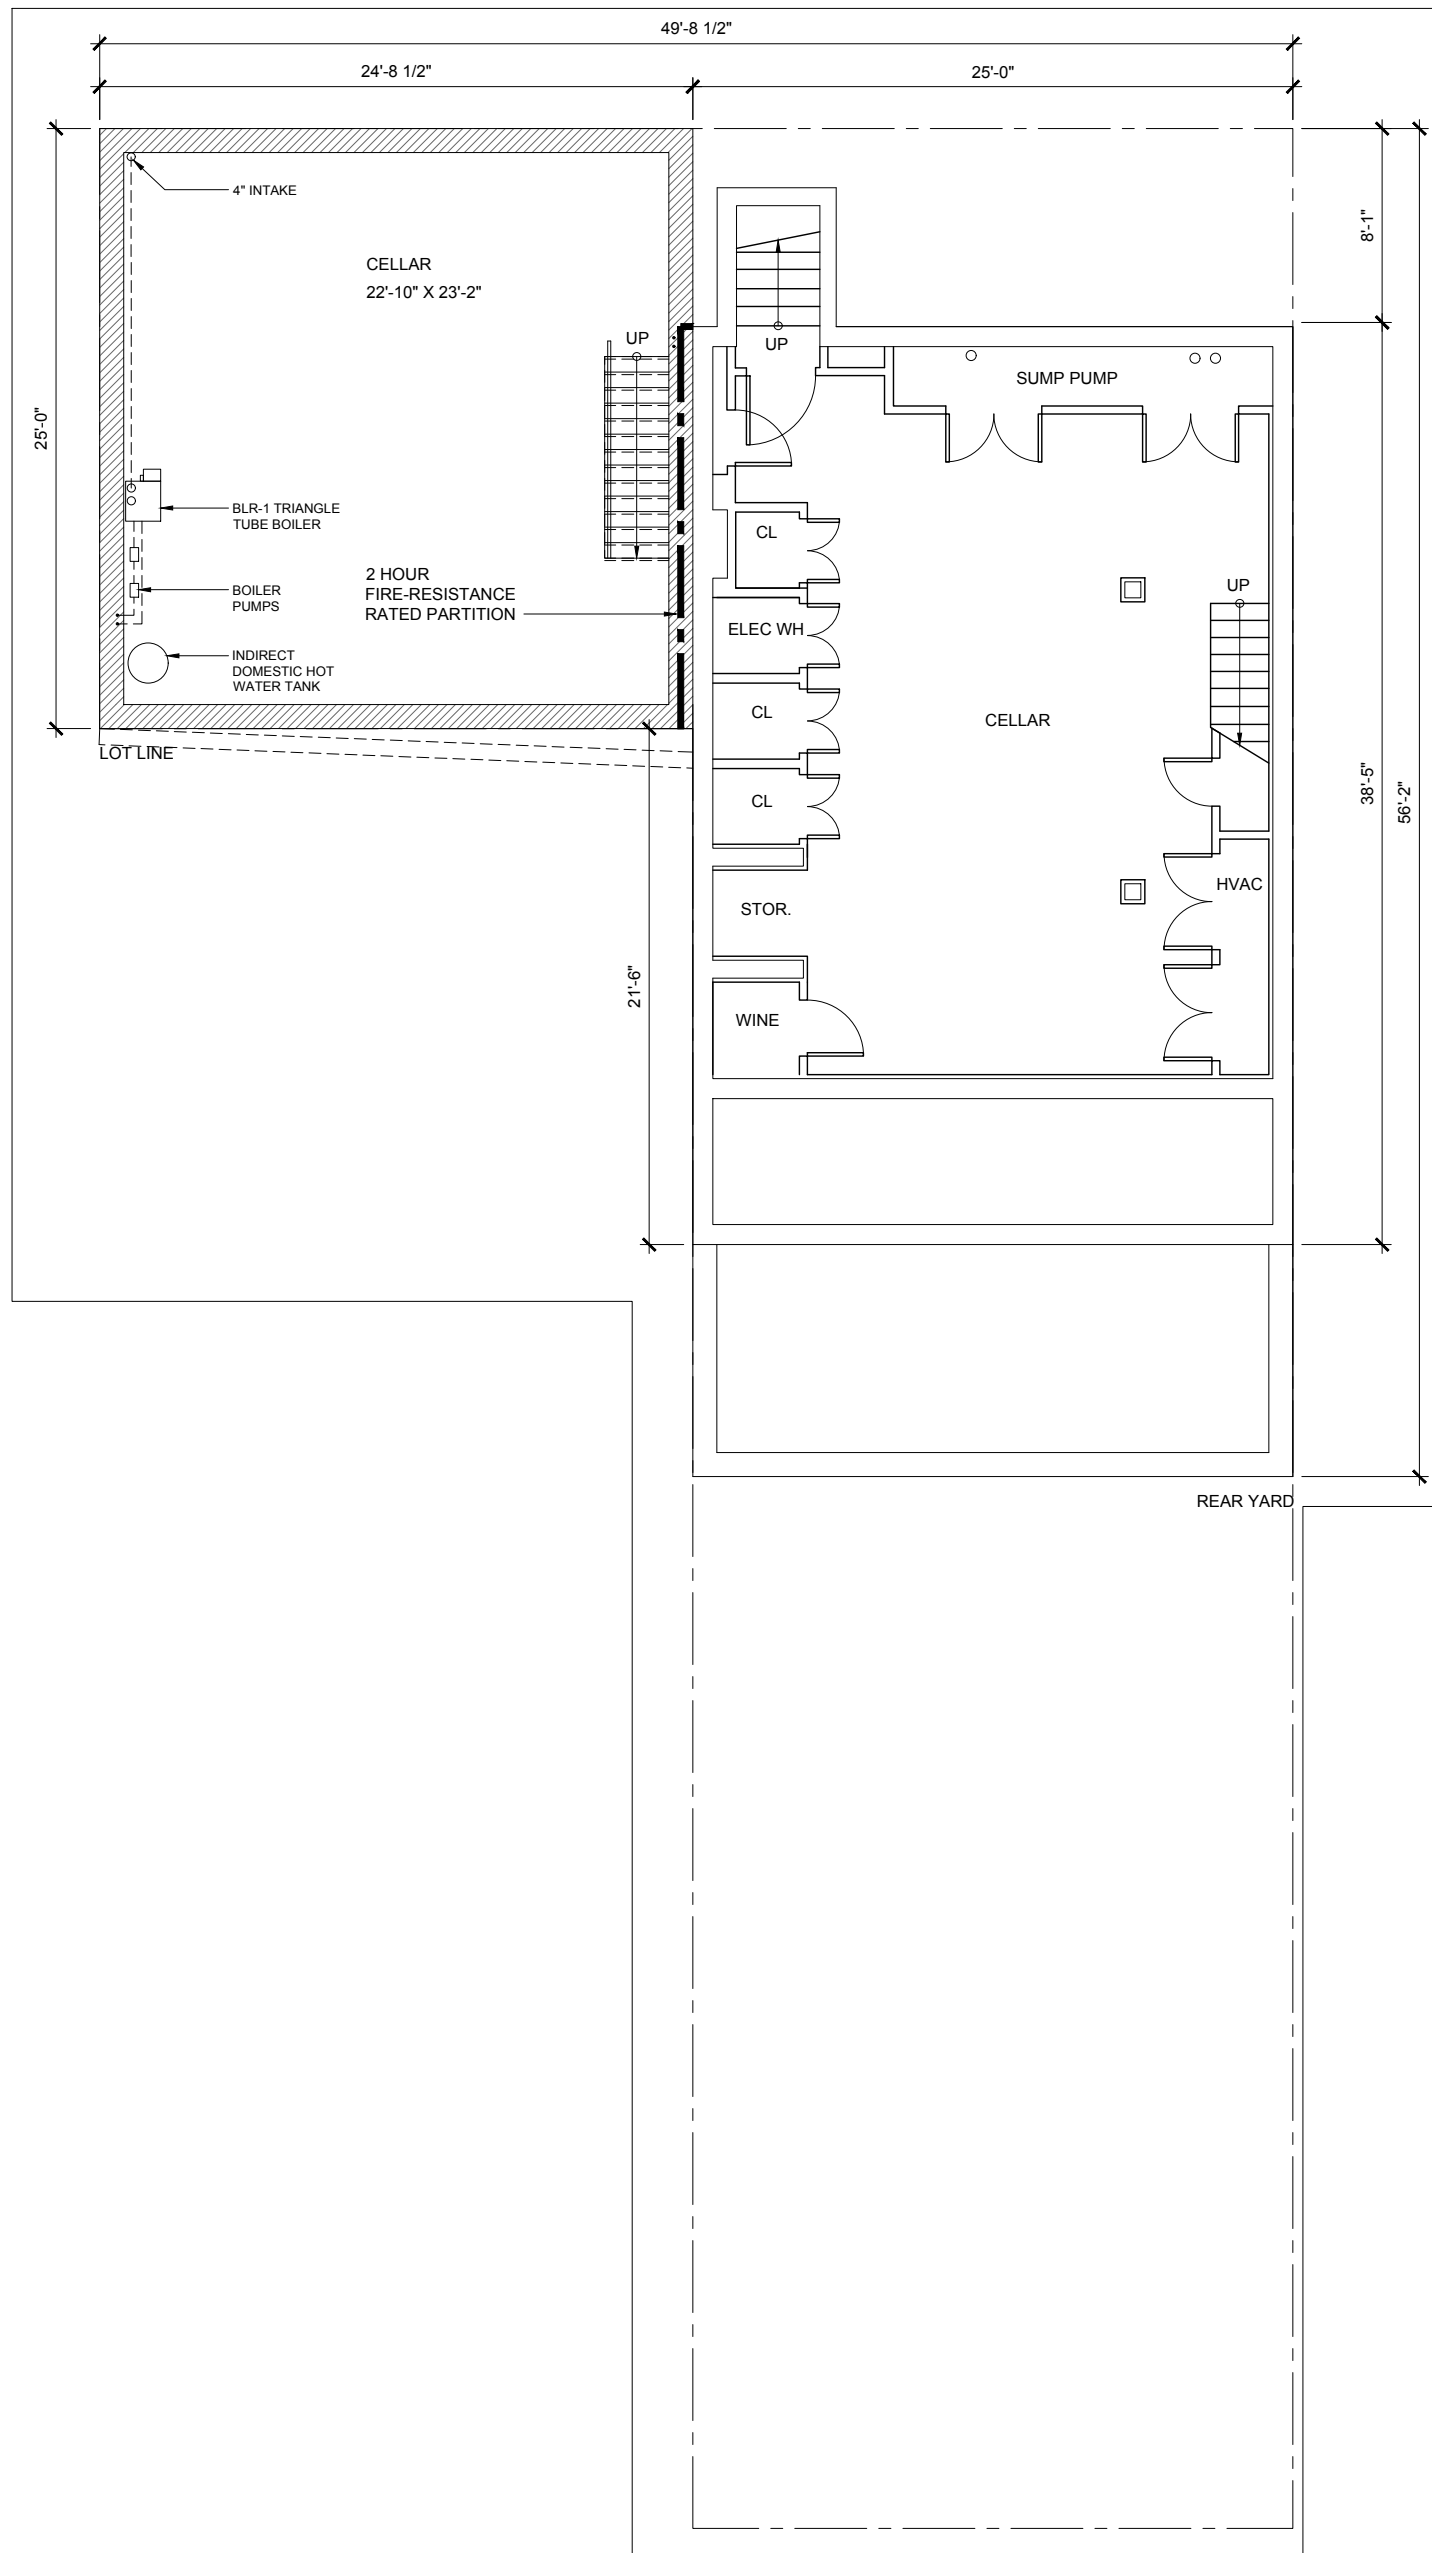 49'-8 1/2"
24'-8 1/2"
25'-0"
4" INTAKE
8'-1"
CELLAR
22'-10" X 23'-2"
UP
UP
SUMP PUMP
25'-0"
BLR-1 TRIANGLE
TUBE BOILER
CL
2 HOUR
FIRE-RESISTANCE
RATED PARTITION
BOILER
PUMPS
UP
ELEC WH
INDIRECT
DOMESTIC HOT
WATER TANK
CL
CELLAR
LOT LINE
38'-5"
56'-2"
CL
HVAC
STOR.
21'-6"
WINE
REAR YARD